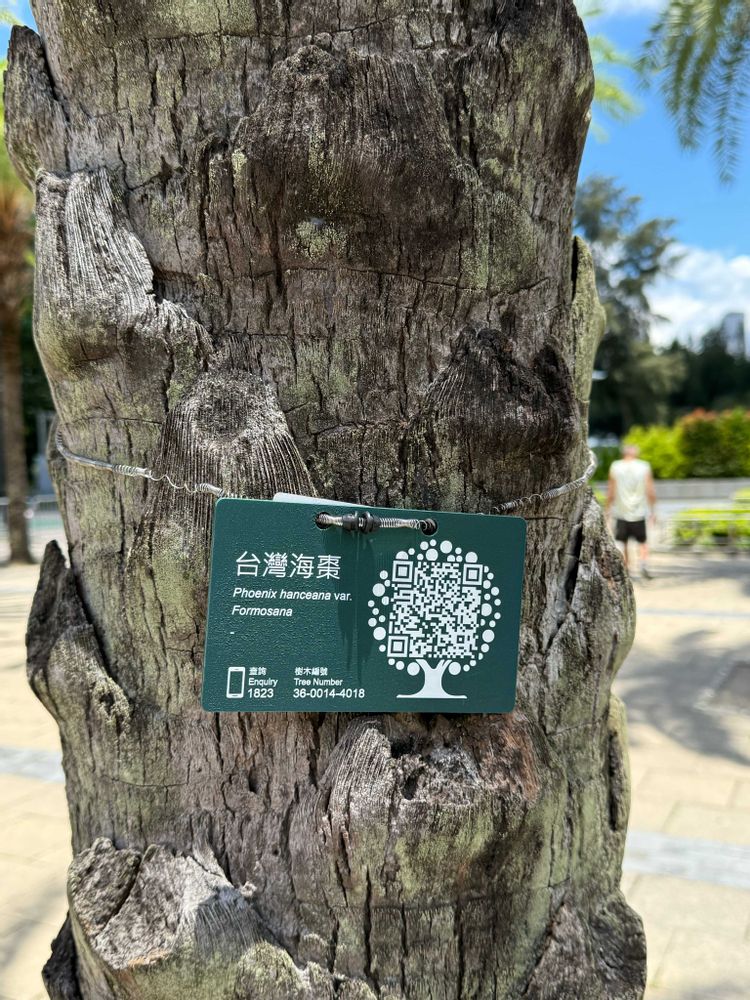 台灣海棗
Phoenix hanceana var.
Formosana
-
查詢
Enquiry
1823
樹木編號
Tree Number
36-0014-4018